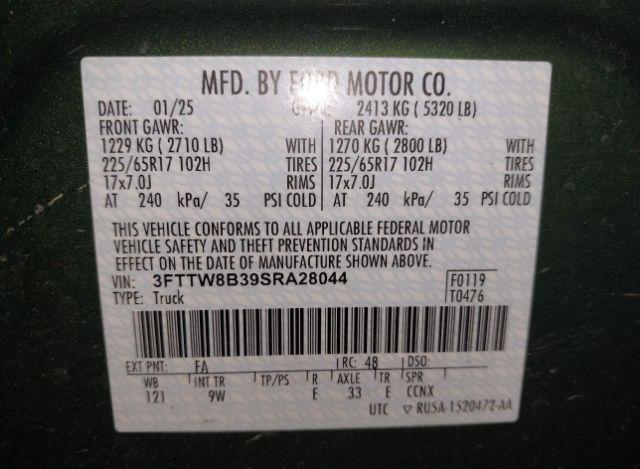 MFD. BY FORD MOTOR CO.
DATE: 01/25 2413 KG ( 5320 LB)
FRONT GAWR: REAR GAWR:
1229 KG ( 2710 LB) WITH 1270 KG ( 2800 LB) WITH
225/65R17 102H TIRES 225/65R17 102H TIRES
17x7.0J RIMS 17x7.0J RIMS
AT 240 kPa/ 35 PSI COLD AT 240 kPa/ 35 PSI COLD
THIS VEHICLE CONFORMS TO ALL APPLICABLE FEDERAL MOTOR
VEHICLE SAFETY AND THEFT PREVENTION STANDARDS IN
EFFECT ON THE DATE OF MANUFACTURE SHOWN ABOVE.
VIN: 3FTTW8B39SRA28044 F0119
TYPE: Truck T0476
EXT PNT: FA RC: 48 DSO:
WB INT TR TP/PS R AXLE TR SPR
121 9W E 33 E CCNX
UTC ▽ RU5A-1520472-AA